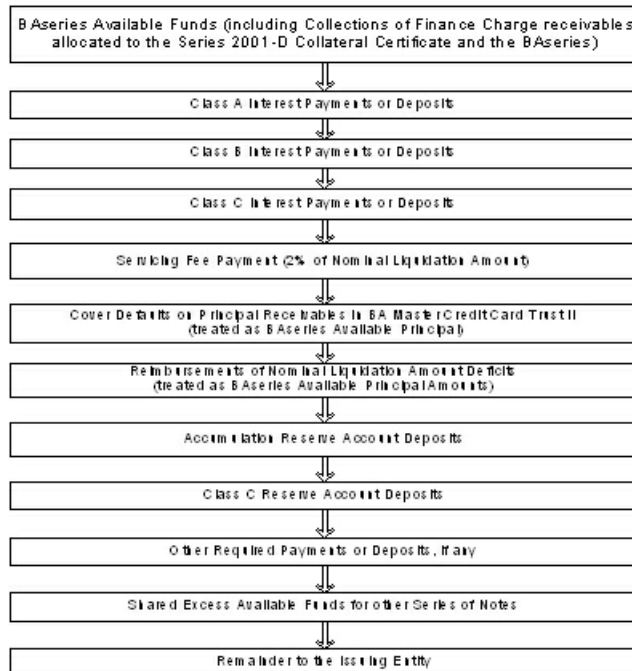 BAseries Available Funds (including Collections of Finance Charge receivables
allocated to the Series 2001-D Collateral Certificate and the BAseries)
Class A Interest Payments or Deposits
Class B Interest Payments or Deposits
Class C Interest Payments or Deposits
Servicing Fee Payment (2% of Nominal Liquidation Amount)
Cover Defaults on Principal Receivables in BA Master Credit Card Trust II
(treated as BAseries Available Principal)
Reimbursements of Nominal Liquidation Amount Deficits
(treated as BAseries Available Principal Amounts)
Accumulation Reserve Account Deposits
Class C Reserve Account Deposits
Other Required Payments or Deposits, if any
Shared Excess Available Funds for other Series of Notes
Remainder to the Issuing Entity